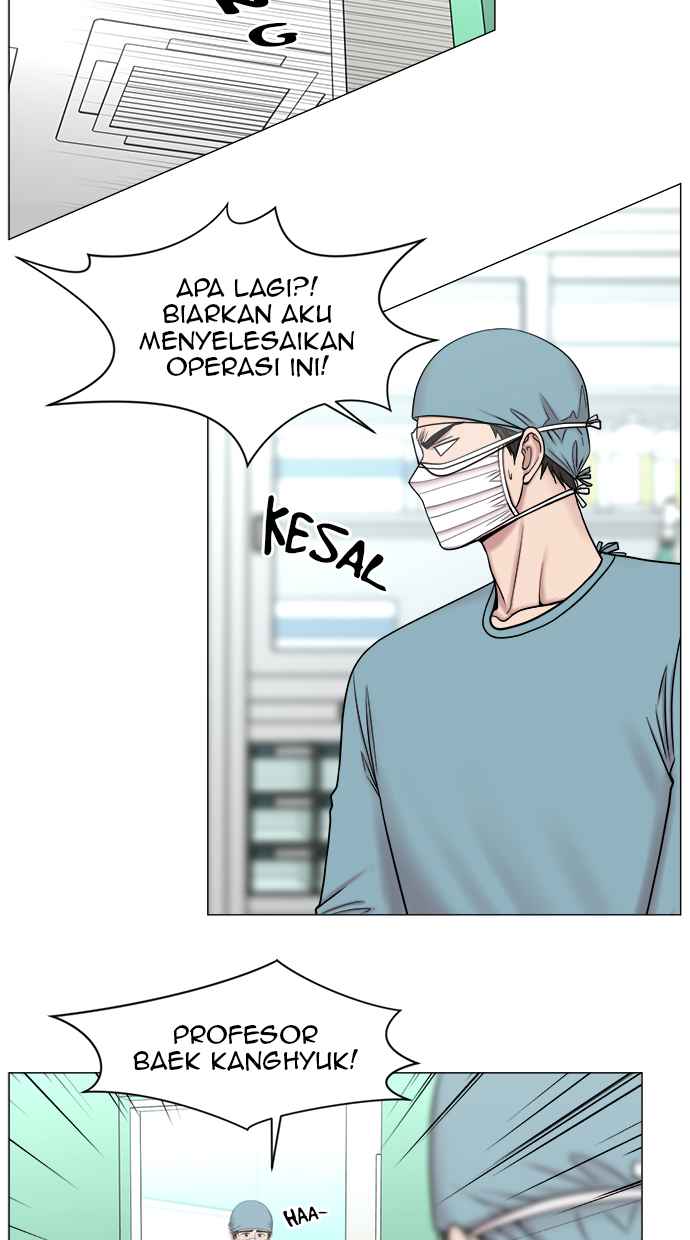 APA LAGI?!
BIARKAN AKU
MENYELESAIKAN
OPERASI INI!
KESAL
PROFESOR
BAEK KANGHYUK!
HAA-